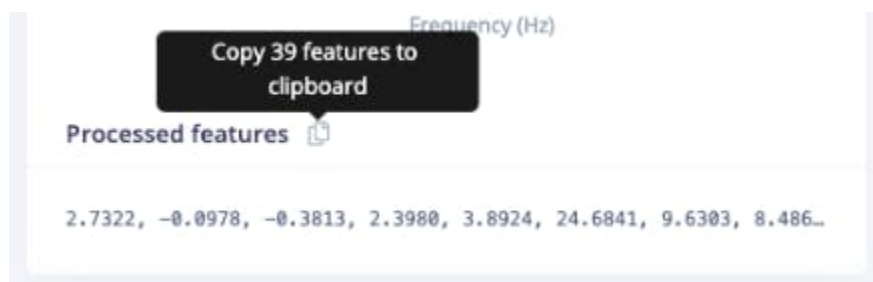 Frequency (Hz)
Copy 39 features to
clipboard
Processed features
2.7322, -0.0978, -0.3813, 2.3980, 3.8924, 24.6841, 9.6303, 8.486…